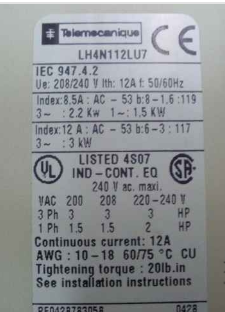 Telemecanique
CE
LH4N112LU7
IEC 947.4.2
Ue: 208/240 V Ith: 12A f: 50/60Hz
Index:8.5A : AC - 53 b:8-1.6 :119
3~ : 2.2 Kw 1~: 1,5 KW
Index:12 A : AC - 53 b:6-3 : 117
3~ : 3 kW
UL LISTED 4S07 SA
IND-CONT. EQ
240 V ac. maxi.
VAC 200 208 220-240 V
3 Ph 3 3 3 HP
1 Ph 1.5 1.5 2 HP
Continuous current: 12A
AWG : 10-18 60/75 °C CU
Tightening torque : 20lb.in
See installation instructions
0428